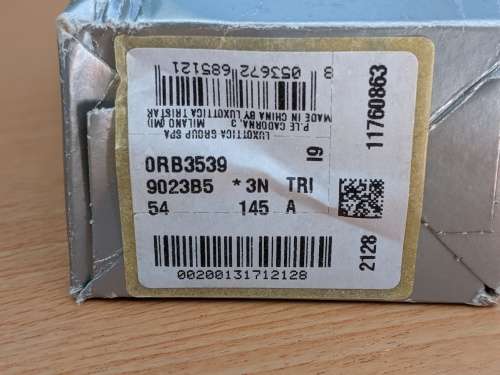 8 053672 685121
MADE IN CHINA BY LUXOTTICA TRISTAR
P.LE CADORNA, 3 MILANO (MI)
LUXOTTICA GROUP SPA
0RB3539
9023B5 *3N TRI
54 145 A
I9
11760863
2128
00200131712128